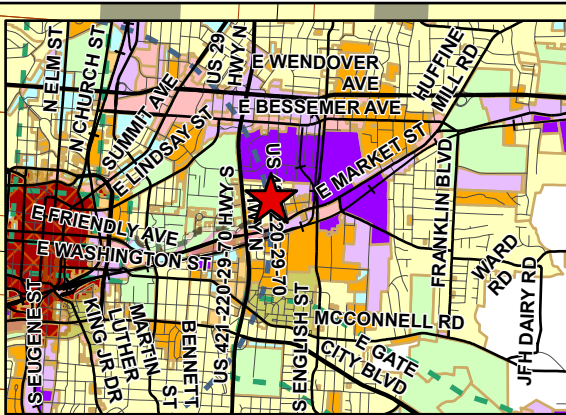 N ELM ST
N CHURCH ST
SUMMIT AVE
E LINDSAY ST
US 29
HWY N
E WENDOVER
AVE
E BESSEMER AVE
HUFFINE
MILL RD
E MARKET ST
US
HWY N
20-29-70
US 421-220-29-70 HWY S
E FRIENDLY AVE
E WASHINGTON ST
FRANKLIN BLVD
WARD
RD
JFH DAIRY RD
MCCONNELL RD
E GATE
CITY BLVD
S ENGLISH ST
S EUGENE ST
MARTIN
LUTHER
KING JR DR
BENNETT
ST